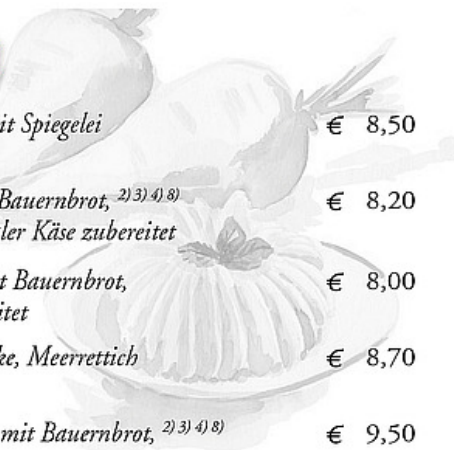 it Spiegelei € 8,50
Bauernbrot, 2) 3) 4) 8) € 8,20
ler Käse zubereitet
t Bauernbrot, € 8,00
itet
ke, Meerrettich € 8,70
mit Bauernbrot, 2) 3) 4) 8) € 9,50